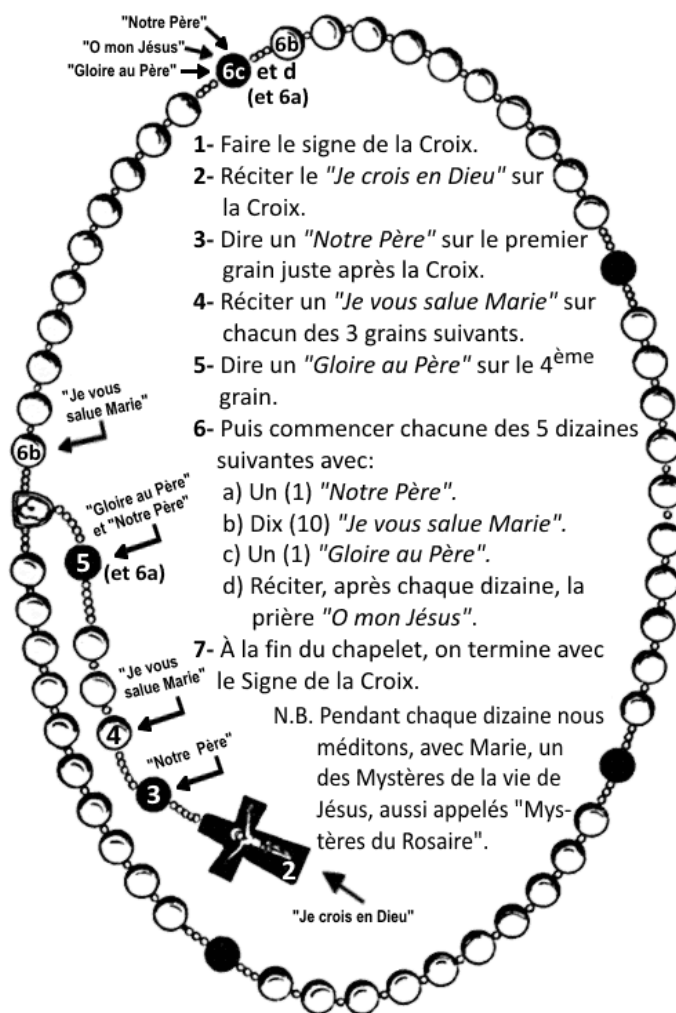 "Notre Père"
"O mon Jésus"
"Gloire au Père"
6c et d
(et 6a)
6b
1- Faire le signe de la Croix.
2- Réciter le "Je crois en Dieu" sur
la Croix.
3- Dire un "Notre Père" sur le premier
grain juste après la Croix.
4- Réciter un "Je vous salue Marie" sur
chacun des 3 grains suivants.
5- Dire un "Gloire au Père" sur le 4ème
grain.
6- Puis commencer chacune des 5 dizaines
suivantes avec:
a) Un (1) "Notre Père".
b) Dix (10) "Je vous salue Marie".
c) Un (1) "Gloire au Père".
d) Réciter, après chaque dizaine, la
prière "O mon Jésus".
7- À la fin du chapelet, on termine avec
le Signe de la Croix.
N.B. Pendant chaque dizaine nous
méditons, avec Marie, un
des Mystères de la vie de
Jésus, aussi appelés "Mys-
tères du Rosaire".
"Je vous
salue Marie"
6b
"Gloire au Père"
et "Notre Père"
5
(et 6a)
"Je vous
salue Marie"
4
"Notre Père"
3
2
"Je crois en Dieu"